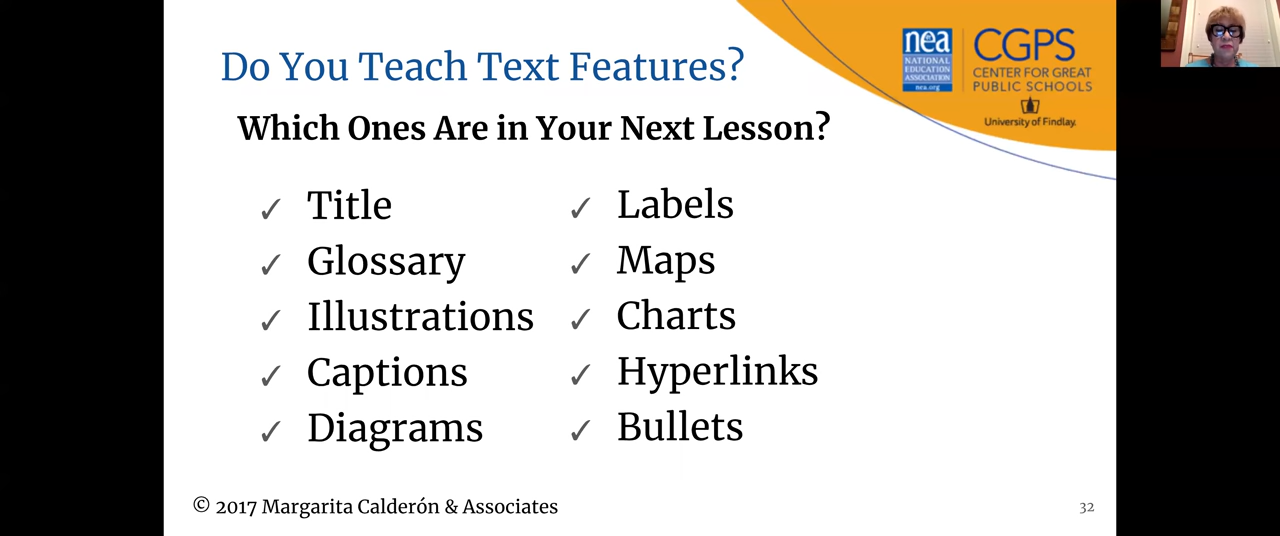 Do You Teach Text Features?
Which Ones Are in Your Next Lesson?
✓ Title
✓ Glossary
✓ Illustrations
✓ Captions
✓ Diagrams
✓ Labels
✓ Maps
✓ Charts
✓ Hyperlinks
✓ Bullets
nea
NATIONAL
EDUCATION
ASSOCIATION
nea.org
CGPS
CENTER FOR GREAT
PUBLIC SCHOOLS
University of Findlay.
© 2017 Margarita Calderón & Associates
32